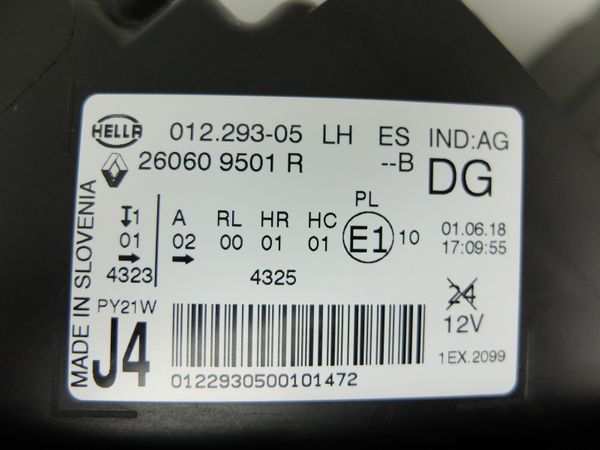 HELLA 012.293-05 LH ES IND:AG
26060 9501 R --B DG
MADE IN SLOVENIA
1 A RL HR HC PL
01 02 00 01 01 E1 10
01.06.18
17:09:55
4323 4325
24
12V
PY21W
J4
1EX.2099
0122930500101472